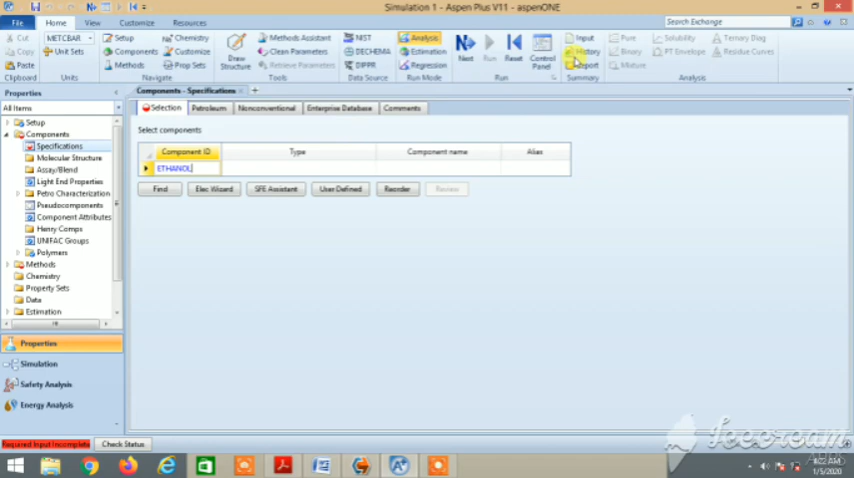 Simulation 1 - Aspen Plus V11 - aspenONE
File Home View Customize Resources Search Exchange
Cut METCBAR Setup Chemistry Methods Assistant NIST Analysis Input Pure Solubility Ternary Diag
Copy Unit Sets Components Customize Clean Parameters DECHEMA Estimation History Binary PT Envelope Residue Curves
Paste Methods Prop Sets Draw Structure Retrieve Parameters DIPPR Regression Next Run Reset Control Panel Report Mixture
Clipboard Units Navigate Tools Data Source Run Mode Run Summary Analysis
Properties
All Items
Setup
Components
Specifications
Molecular Structure
Assay/Blend
Light End Properties
Petro Characterization
Pseudocomponents
Component Attributes
Henry Comps
UNIFAC Groups
Polymers
Methods
Chemistry
Property Sets
Data
Estimation
Properties
Simulation
Safety Analysis
Energy Analysis
Components - Specifications
Selection Petroleum Nonconventional Enterprise Database Comments
Select components
Component ID Type Component name Alias
ETHANOL
Find Elec Wizard SFE Assistant User Defined Reorder Review
Required Input Incomplete Check Status
1/5/2020